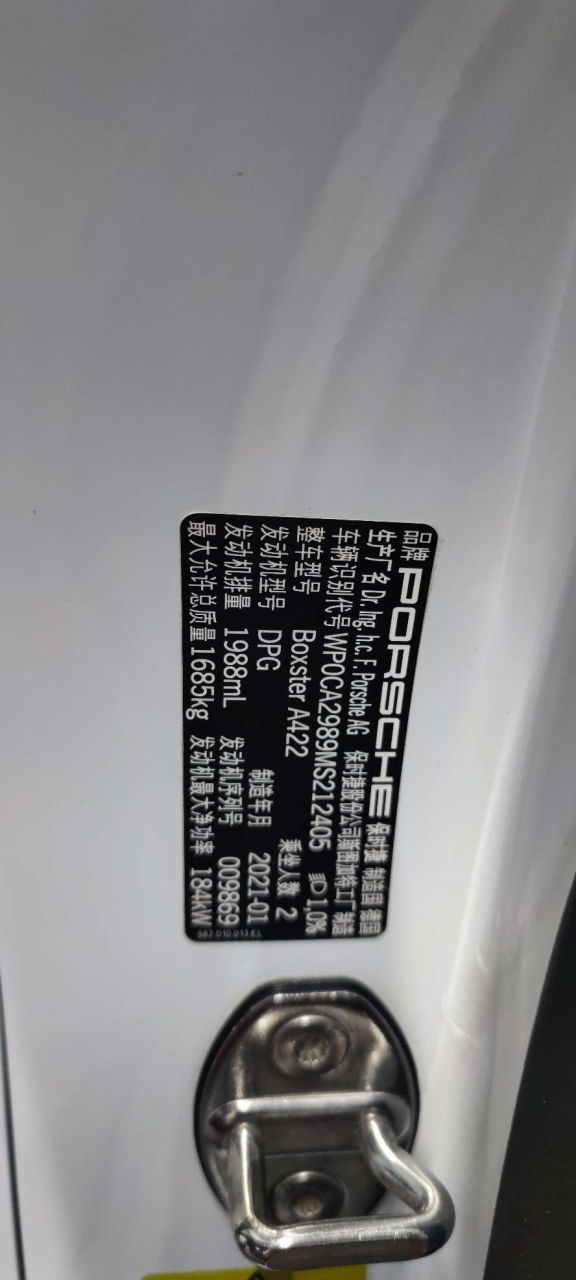 品牌 PORSCHE 保时捷 制造国 德国
生产厂名 Dr. Ing. h.c. F. Porsche AG 保时捷股份公司斯图加特工厂制造
车辆识别代号 WP0CA2989MS212405 1,0%
整车型号 Boxster A422 乘坐人数 2
发动机型号 DPG 制造年月 2021-01
发动机排量 1988mL 发动机序列号 009869
最大允许总质量 1685kg 发动机最大净功率 184KW
982.010.013.EL